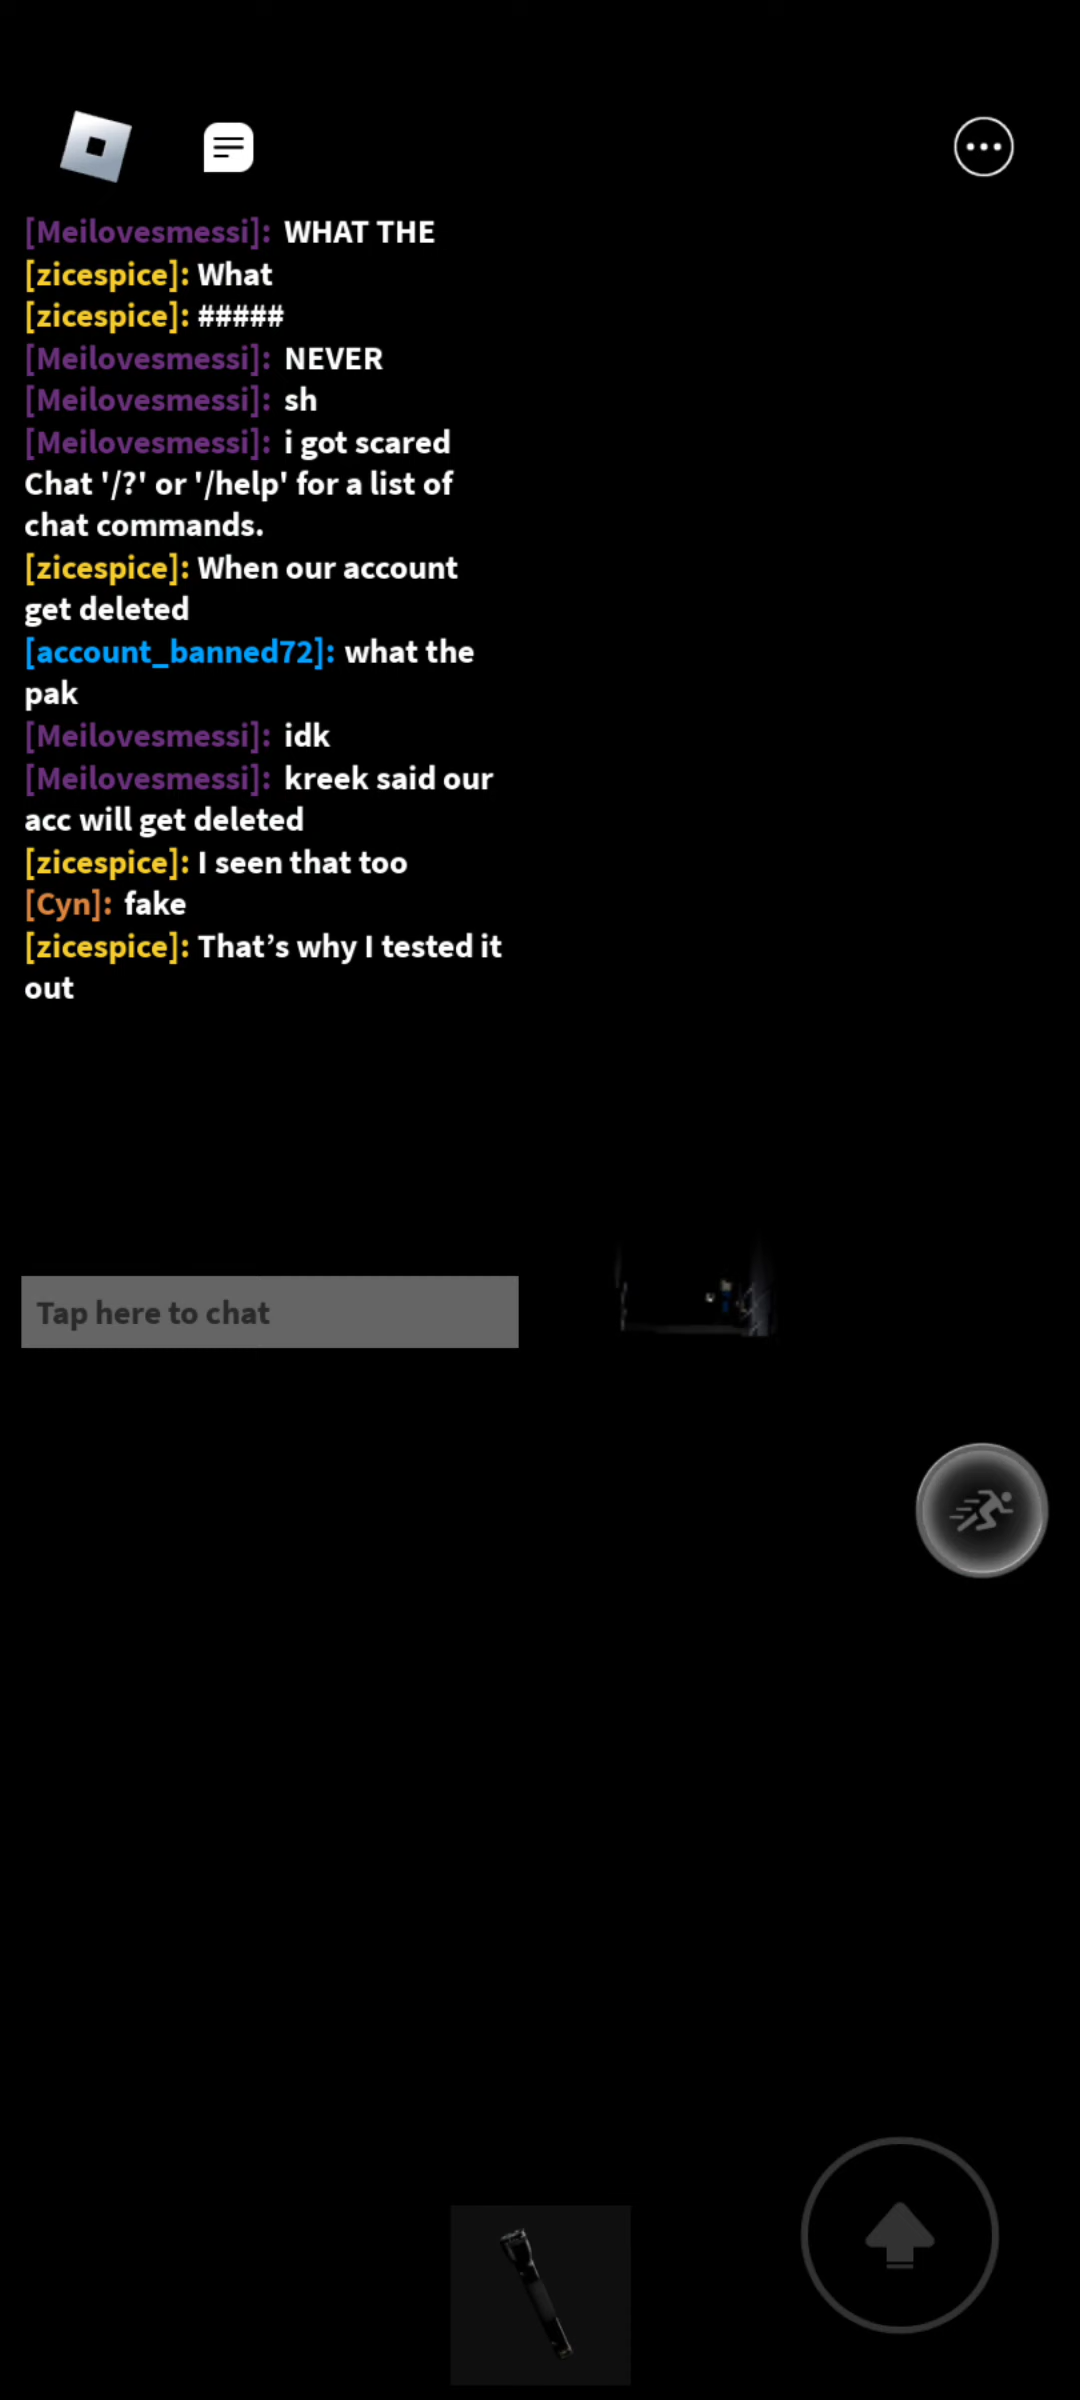 [Meilovesmessi]: WHAT THE
[zicespice]: What
[zicespice]: #####
[Meilovesmessi]: NEVER
[Meilovesmessi]: sh
[Meilovesmessi]: i got scared
Chat '/?' or '/help' for a list of
chat commands.
[zicespice]: When our account
get deleted
[account_banned72]: what the
pak
[Meilovesmessi]: idk
[Meilovesmessi]: kreek said our
acc will get deleted
[zicespice]: I seen that too
[Cyn]: fake
[zicespice]: That’s why I tested it
out
Tap here to chat